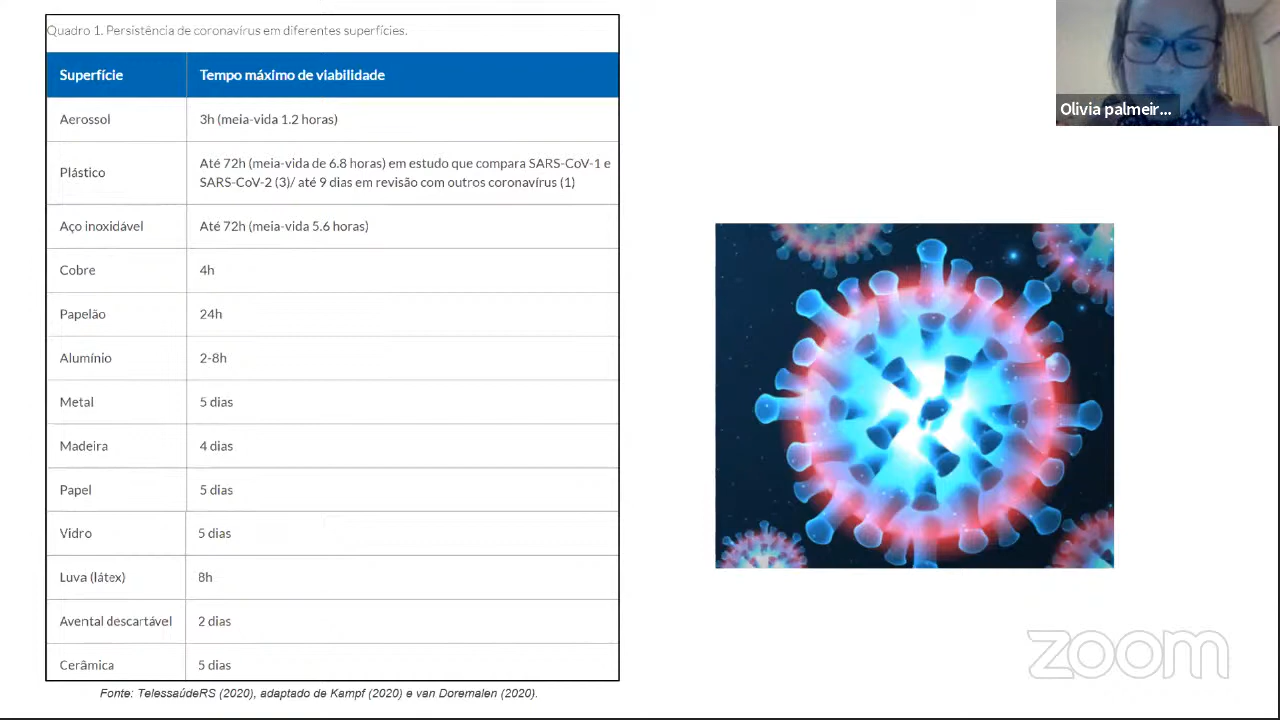 Quadro 1. Persistência de coronavírus em diferentes superfícies.
Superfície Tempo máximo de viabilidade
Aerossol 3h (meia-vida 1.2 horas)
Plástico Até 72h (meia-vida de 6.8 horas) em estudo que compara SARS-CoV-1 e
SARS-CoV-2 (3)/ até 9 dias em revisão com outros coronavírus (1)
Aço inoxidável Até 72h (meia-vida 5.6 horas)
Cobre 4h
Papelão 24h
Alumínio 2-8h
Metal 5 dias
Madeira 4 dias
Papel 5 dias
Vidro 5 dias
Luva (látex) 8h
Avental descartável 2 dias
Cerâmica 5 dias
Fonte: TelessaúdeRS (2020), adaptado de Kampf (2020) e van Doremalen (2020).
Olivia palmeir...
zoom